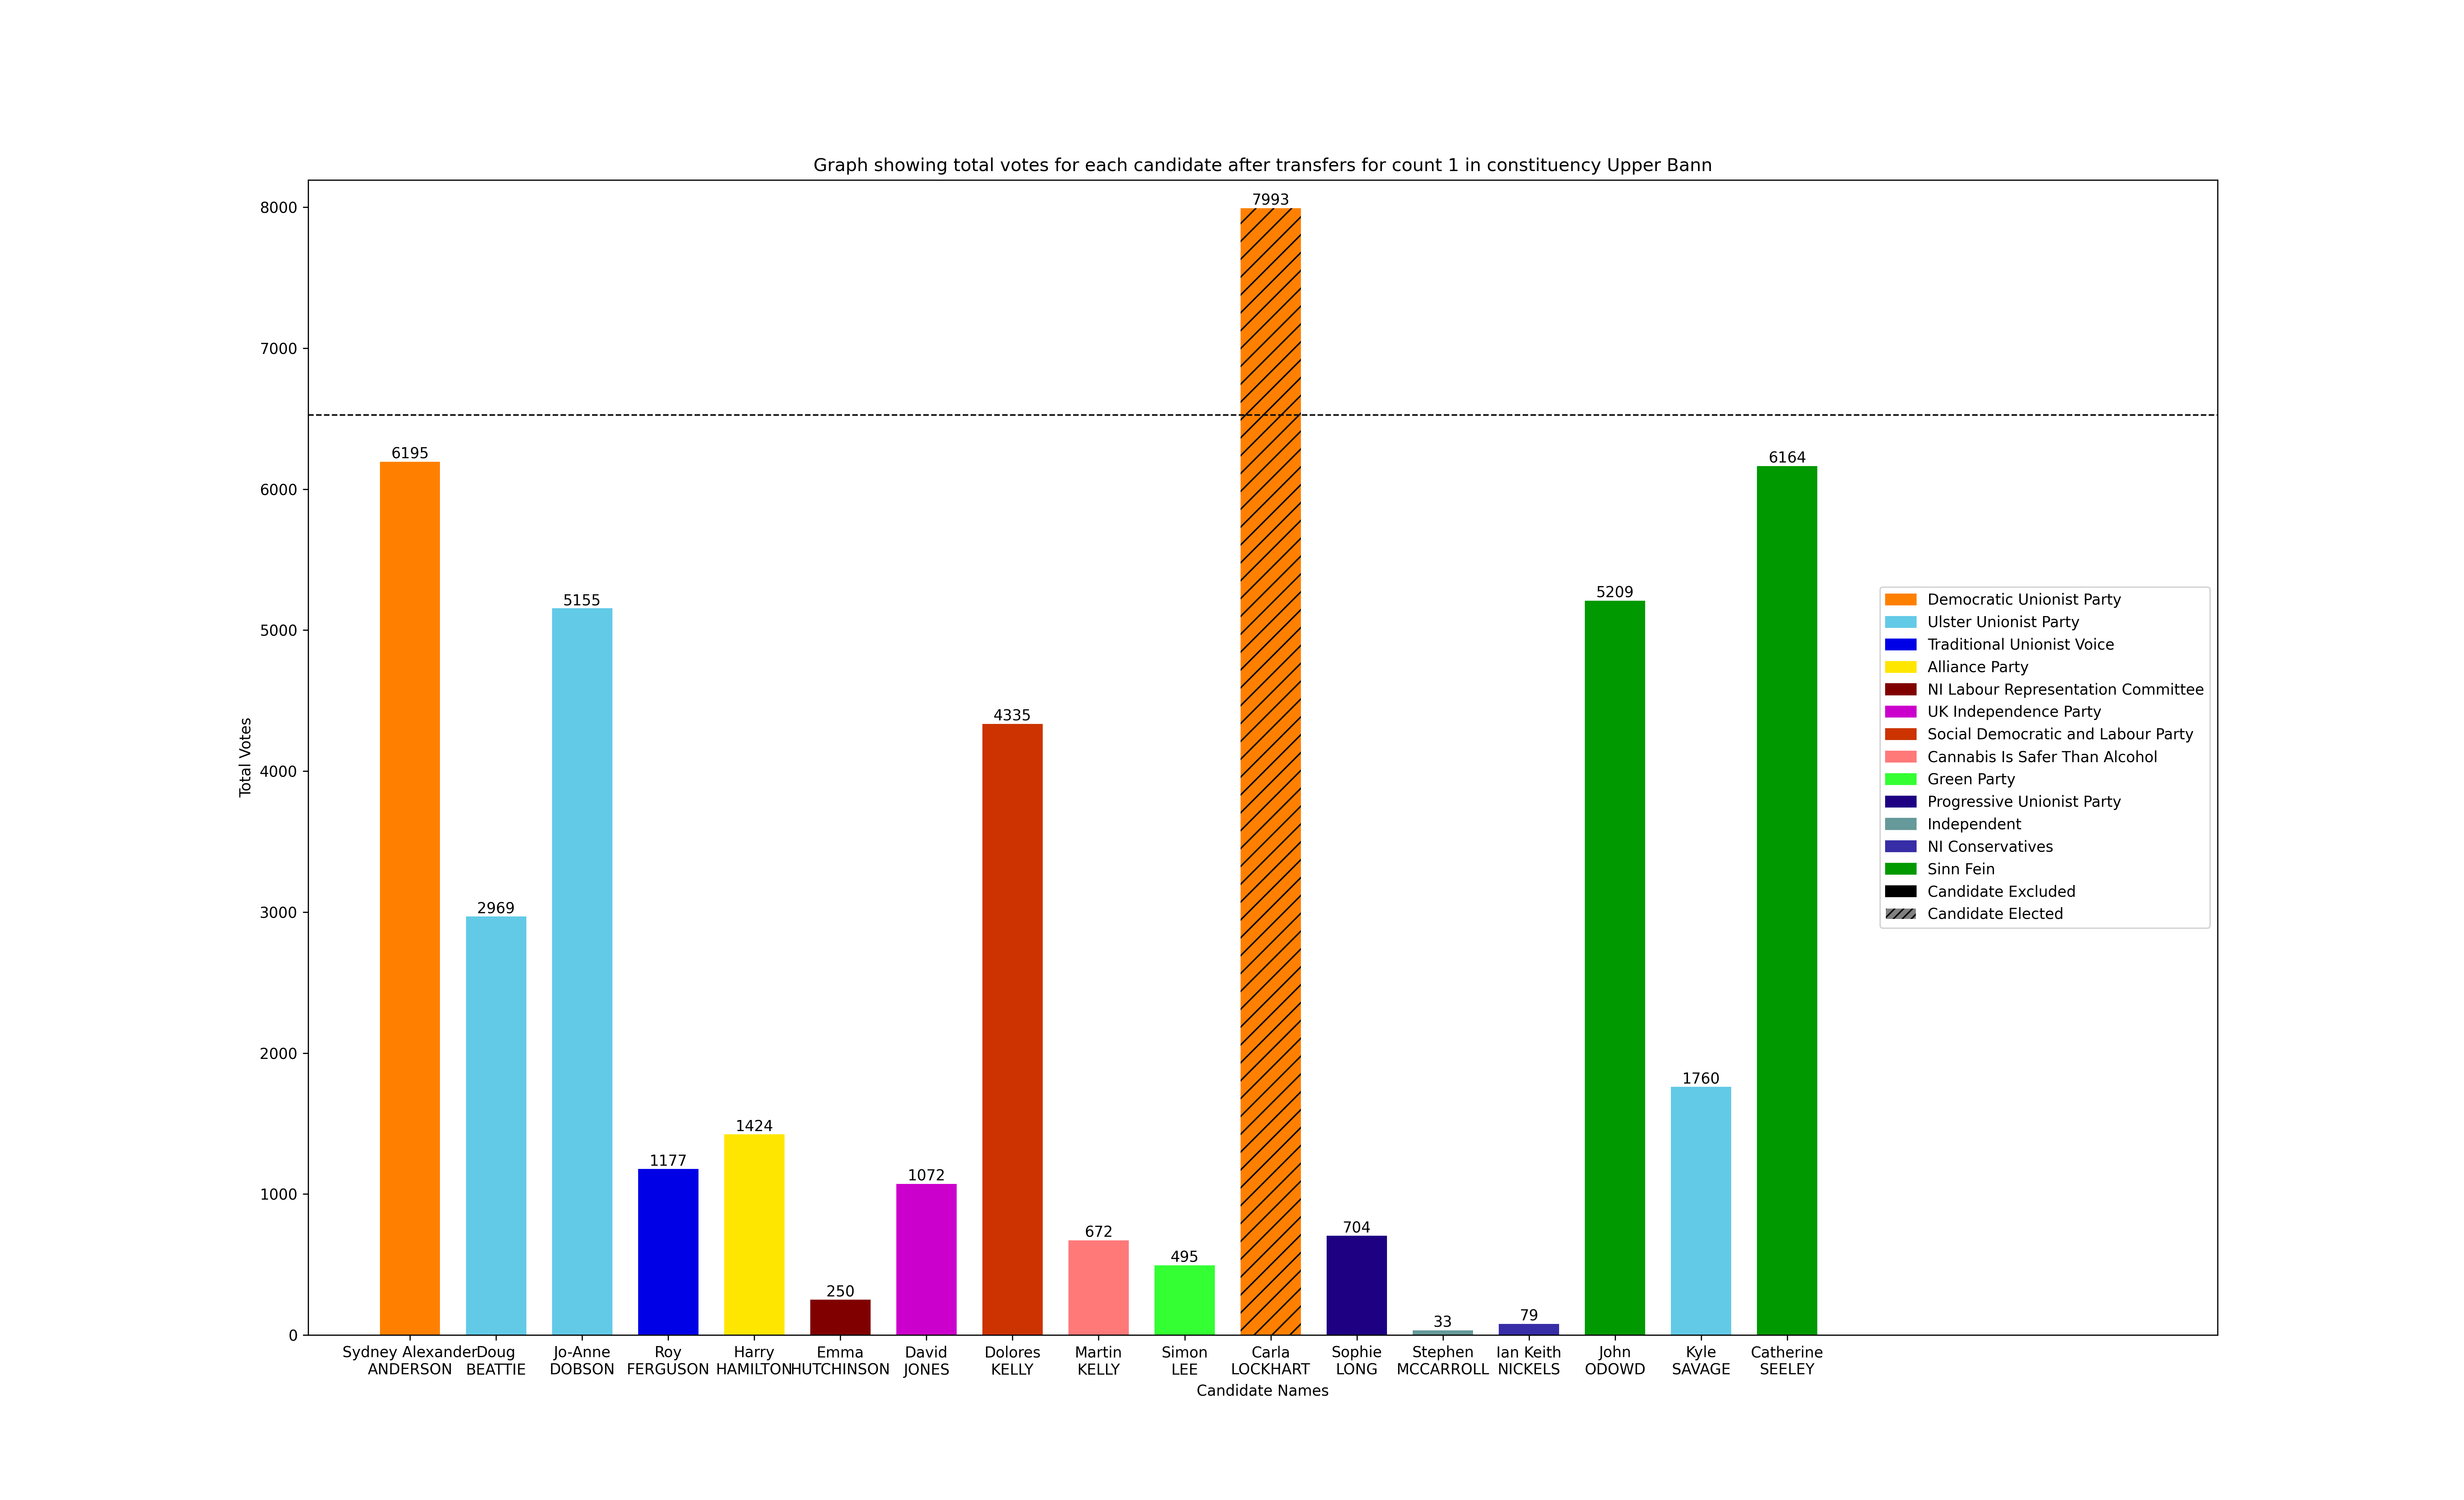 Graph showing total votes for each candidate after transfers for count 1 in constituency Upper Bann
Total Votes
8000
7000
6000
5000
4000
3000
2000
1000
0
6195
2969
5155
1177
1424
250
1072
4335
672
495
7993
704
33
79
5209
1760
6164
Sydney Alexander
ANDERSON
Doug
BEATTIE
Jo-Anne
DOBSON
Roy
FERGUSON
Harry
HAMILTON
Emma
HUTCHINSON
David
JONES
Dolores
KELLY
Martin
KELLY
Simon
LEE
Carla
LOCKHART
Sophie
LONG
Stephen
MCCARROLL
Ian Keith
NICKELS
John
ODOWD
Kyle
SAVAGE
Catherine
SEELEY
Candidate Names
Democratic Unionist Party
Ulster Unionist Party
Traditional Unionist Voice
Alliance Party
NI Labour Representation Committee
UK Independence Party
Social Democratic and Labour Party
Cannabis Is Safer Than Alcohol
Green Party
Progressive Unionist Party
Independent
NI Conservatives
Sinn Fein
Candidate Excluded
Candidate Elected